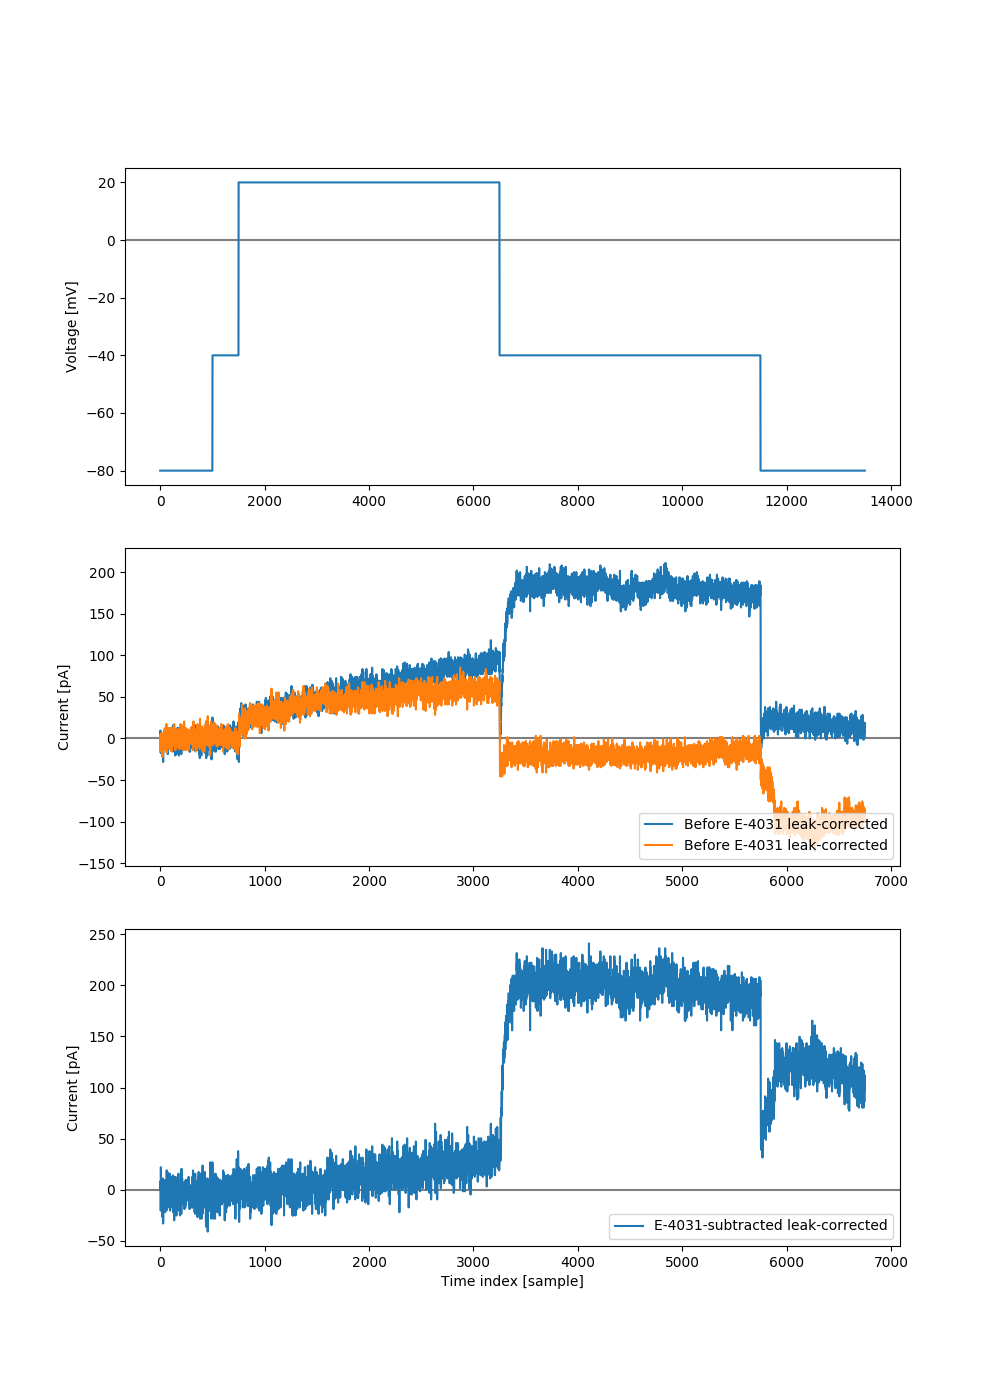 20
0
−20
−40
−60
−80
Voltage [mV]
0 2000 4000 6000 8000 10000 12000 14000
200
150
100
50
0
−50
−100
−150
Current [pA]
Before E-4031 leak-corrected
Before E-4031 leak-corrected
0 1000 2000 3000 4000 5000 6000 7000
250
200
150
100
50
0
−50
Current [pA]
E-4031-subtracted leak-corrected
0 1000 2000 3000 4000 5000 6000 7000
Time index [sample]